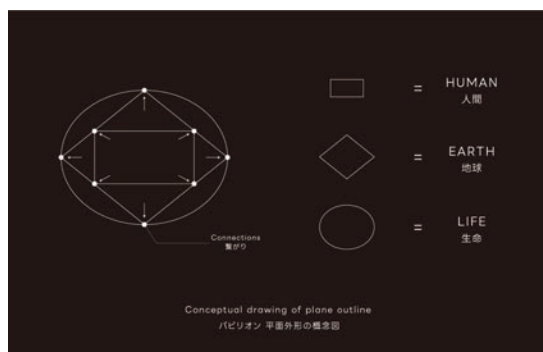 HUMAN
人間
EARTH
地球
LIFE
生命
Connections
繋がり
Conceptual drawing of plane outline
パビリオン 平面外形の概念図